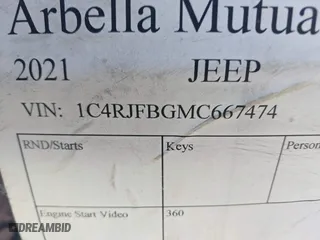 Arbella Mutua
2021 JEEP
VIN: 1C4RJFBGMC667474
RND/Starts Keys Person
Engine Start Video 360
DREAMBID